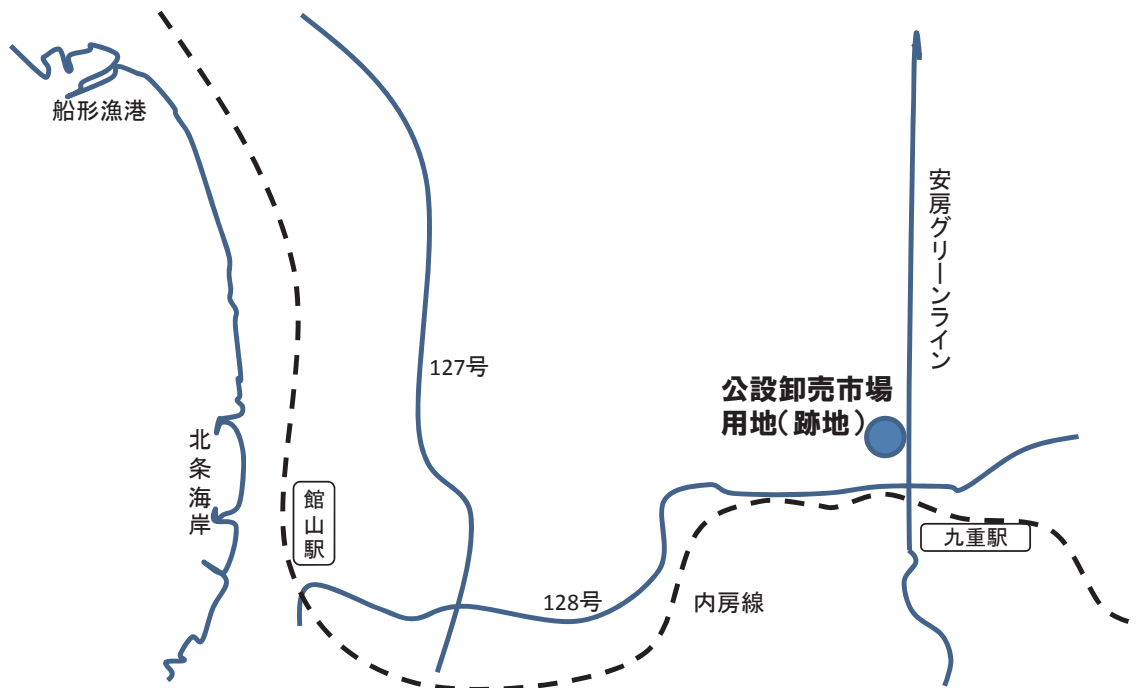 船形漁港
安房グリーンライン
127号
公設卸売市場
用地(跡地)
北条海岸
館山駅
九重駅
128号
内房線